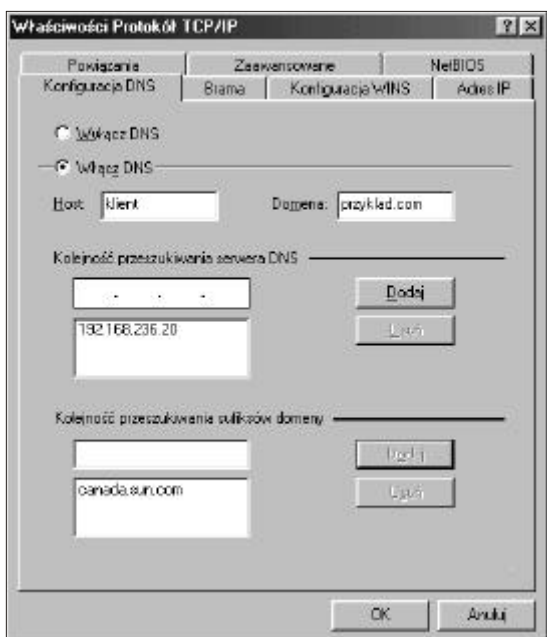 Właściwości Protokół TCP/IP
Powiązania Zaawansowane NetBIOS
Konfiguracja DNS Brama Konfiguracja WINS Adres IP
Wyłącz DNS
Włącz DNS
Host: klient Domena: przyklad.com
Kolejność przeszukiwania serwera DNS
. . . Dodaj
192.168.236.20 Usuń
Kolejność przeszukiwania sufiksów domeny
Dodaj
canada.sun.com Usuń
OK Anuluj